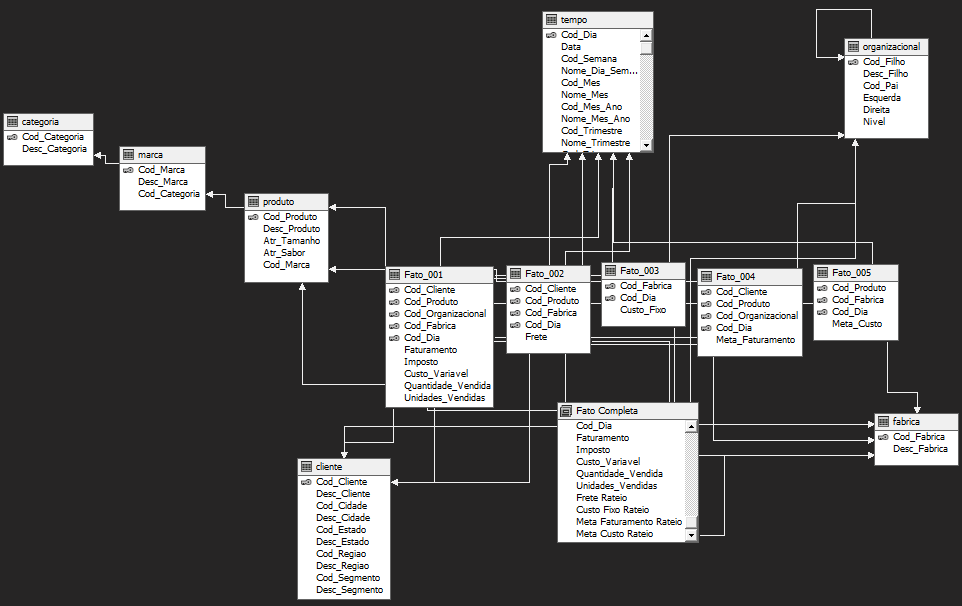 tempo
Cod_Dia
Data
Cod_Semana
Nome_Dia_Sem...
Cod_Mes
Nome_Mes
Cod_Mes_Ano
Nome_Mes_Ano
Cod_Trimestre
Nome_Trimestre
organizacional
Cod_Filho
Desc_Filho
Cod_Pai
Esquerda
Direita
Nivel
categoria
Cod_Categoria
Desc_Categoria
marca
Cod_Marca
Desc_Marca
Cod_Categoria
produto
Cod_Produto
Desc_Produto
Atr_Tamanho
Atr_Sabor
Cod_Marca
Fato_001
Cod_Cliente
Cod_Produto
Cod_Organizacional
Cod_Fabrica
Cod_Dia
Faturamento
Imposto
Custo_Variavel
Quantidade_Vendida
Unidades_Vendidas
Fato_002
Cod_Cliente
Cod_Produto
Cod_Fabrica
Cod_Dia
Frete
Fato_003
Cod_Fabrica
Cod_Dia
Custo_Fixo
Fato_004
Cod_Cliente
Cod_Produto
Cod_Organizacional
Cod_Dia
Meta_Faturamento
Fato_005
Cod_Produto
Cod_Fabrica
Cod_Dia
Meta_Custo
Fato Completa
Cod_Dia
Faturamento
Imposto
Custo_Variavel
Quantidade_Vendida
Unidades_Vendidas
Frete Rateio
Custo Fixo Rateio
Meta Faturamento Rateio
Meta Custo Rateio
fabrica
Cod_Fabrica
Desc_Fabrica
cliente
Cod_Cliente
Desc_Cliente
Cod_Cidade
Desc_Cidade
Cod_Estado
Desc_Estado
Cod_Regiao
Desc_Regiao
Cod_Segmento
Desc_Segmento